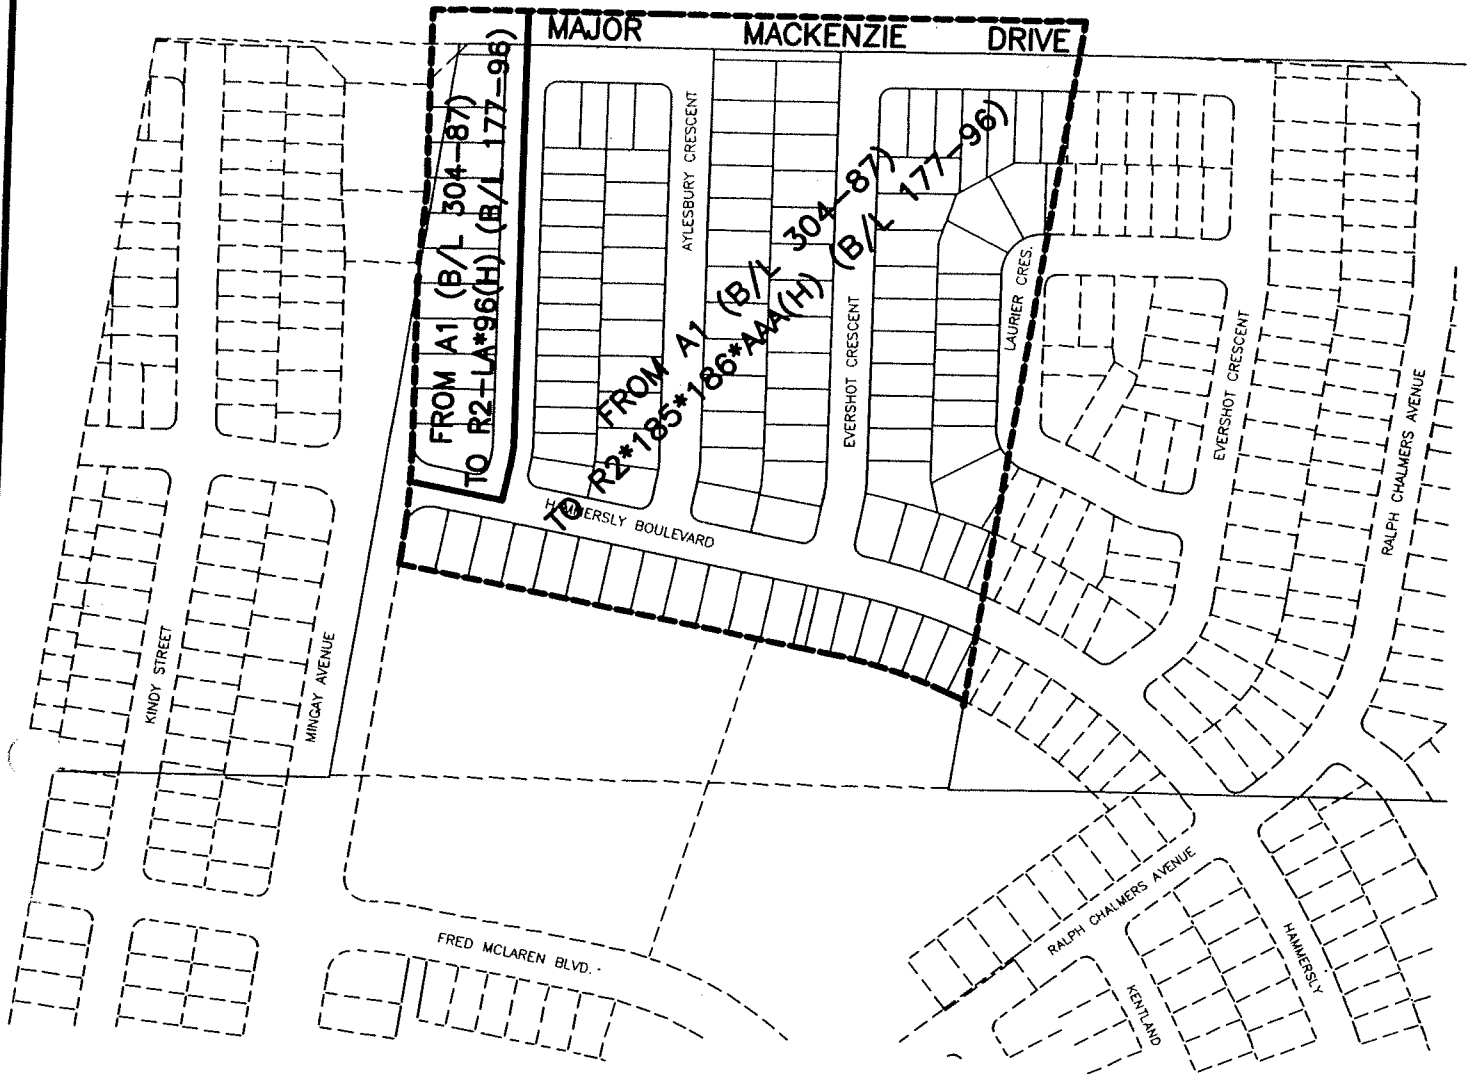 MAJOR MACKENZIE DRIVE
FROM A1 (B/L 304-87)
TO R2-LA*96(H) (B/L 177-96)
AYLESBURY CRESCENT
FROM A1 (B/L 304-87)
TO R2*185*186*AAA(H) (B/L 177-96)
EVERSHOT CRESCENT
LAURIER CRES.
EVERSHOT CRESCENT
RALPH CHALMERS AVENUE
HAMMERSLY BOULEVARD
KINDY STREET
MINGAY AVENUE
FRED MCLAREN BLVD.
RALPH CHALMERS AVENUE
HAMMERSLY
KENTLAND